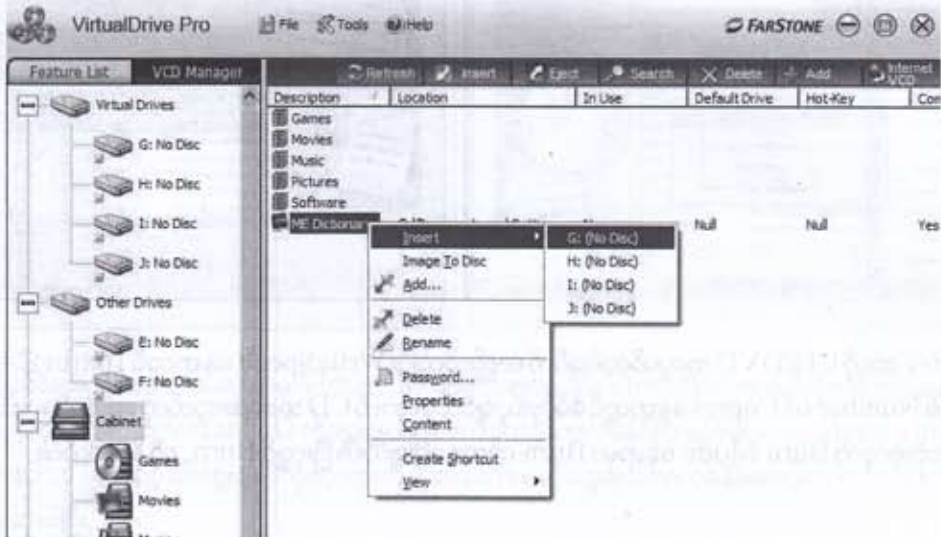 VirtualDrive Pro File Tools Help FARSTONE
Feature List VCD Manager Refresh Insert Eject Search Delete Add Internet VCD
Description Location In Use Default Drive Hot-Key Com
Virtual Drives
G: No Disc
H: No Disc
I: No Disc
J: No Disc
Other Drives
E: No Disc
F: No Disc
Cabinet
Games
Movies
Games
Movies
Music
Pictures
Software
ME Dictionar Null Null Yes
Insert
Image To Disc
Add...
Delete
Rename
Password...
Properties
Content
Create Shortcut
View
G: (No Disc)
H: (No Disc)
I: (No Disc)
J: (No Disc)